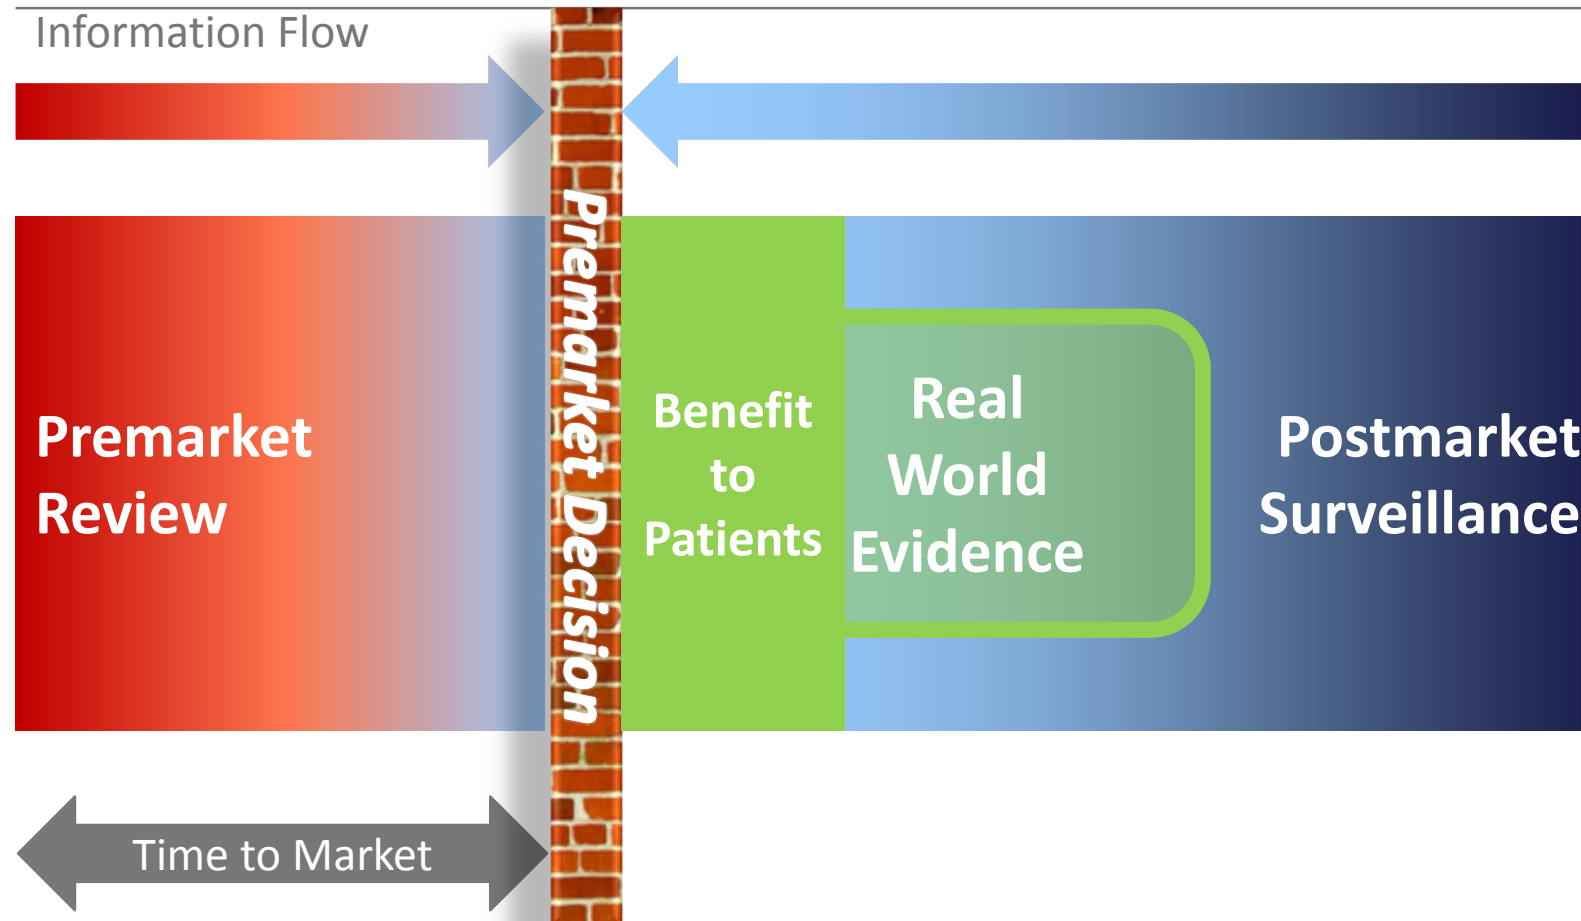 Information Flow
Premarket
Review
Premarket Decision
Benefit
to
Patients
Real
World
Evidence
Postmarket
Surveillance
Time to Market